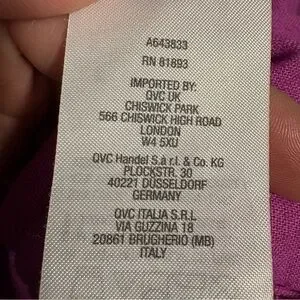 A643833
RN 81893
IMPORTED BY:
QVC UK
CHISWICK PARK
566 CHISWICK HIGH ROAD
LONDON
W4 5XU
QVC Handel S.à r.l. & Co. KG
PLOCKSTR. 30
40221 DÜSSELDORF
GERMANY
QVC ITALIA S.R.L.
VIA GUZZINA 18
20861 BRUGHERIO (MB)
ITALY